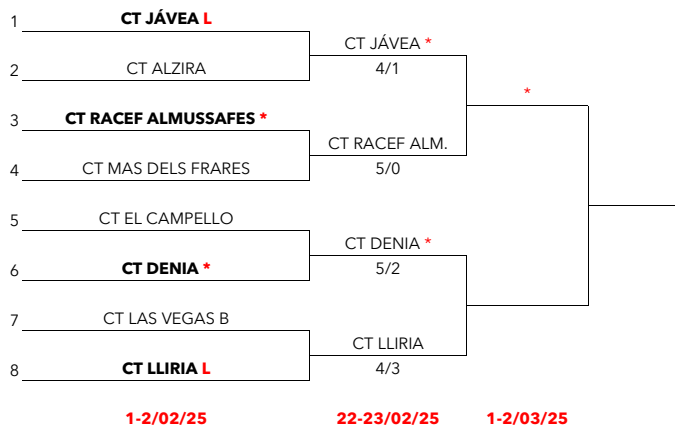 1 CT JÁVEA L
CT JÁVEA *
2 CT ALZIRA
4/1
*
3 CT RACEF ALMUSSAFES *
CT RACEF ALM.
4 CT MAS DELS FRARES
5/0
5 CT EL CAMPELLO
CT DENIA *
6 CT DENIA *
5/2
7 CT LAS VEGAS B
CT LLIRIA
8 CT LLIRIA L
4/3
1-2/02/25 22-23/02/25 1-2/03/25